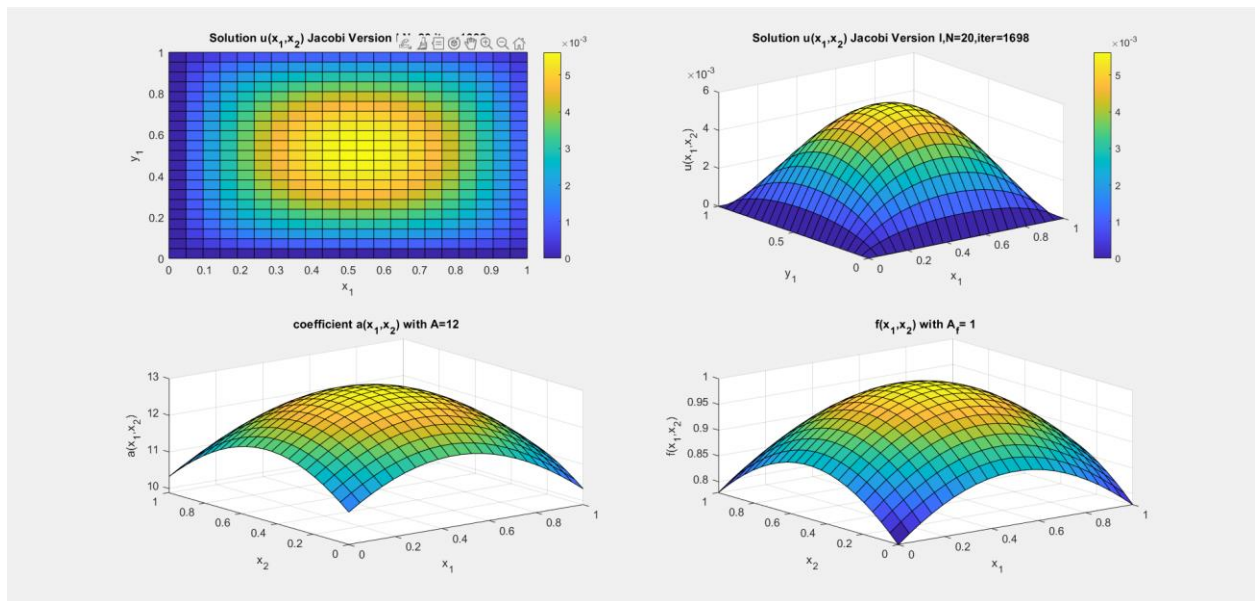 Solution u(x1,x2) Jacobi Version
×10^-3
1
0.8
0.6
0.4
0.2
0
y1
0 0.1 0.2 0.3 0.4 0.5 0.6 0.7 0.8 0.9 1
x1
5
4
3
2
1
0
Solution u(x1,x2) Jacobi Version I,N=20,iter=1698
×10^-3
6
4
2
0
u(x1,x2)
1
0.5
0
y1
0 0.2 0.4 0.6 0.8 1
x1
×10^-3
5
4
3
2
1
0
coefficient a(x1,x2) with A=12
13
12
11
10
a(x1,x2)
1
0.8
0.6
0.4
0.2
0
x2
0 0.2 0.4 0.6 0.8 1
x1
f(x1,x2) with Af= 1
1
0.95
0.9
0.85
0.8
f(x1,x2)
1
0.8
0.6
0.4
0.2
0
x2
0 0.2 0.4 0.6 0.8 1
x1